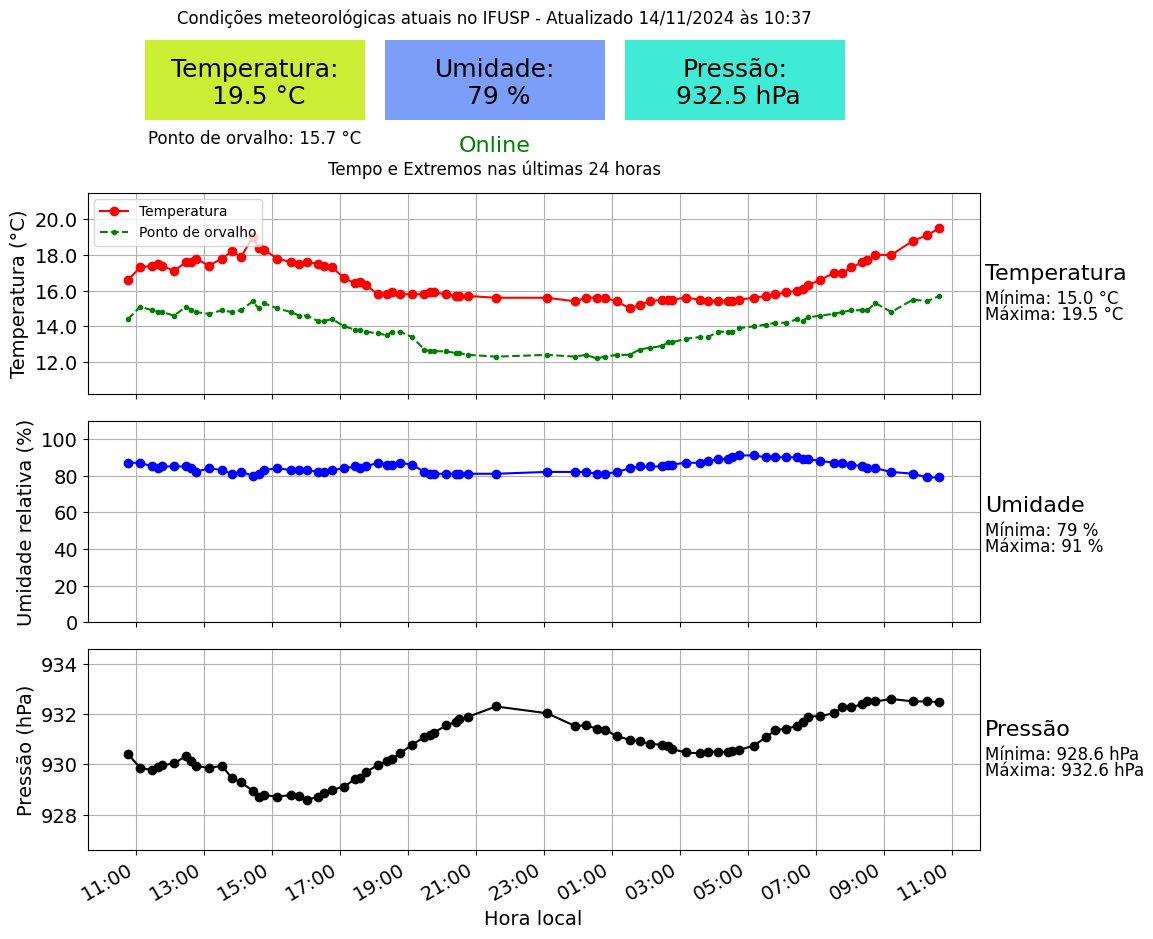 Condições meteorológicas atuais no IFUSP - Atualizado 14/11/2024 às 10:37
Temperatura:
19.5 °C
Umidade:
79 %
Pressão:
932.5 hPa
Ponto de orvalho: 15.7 °C
Online
Tempo e Extremos nas últimas 24 horas
Temperatura (°C)
20.0
18.0
16.0
14.0
12.0
Temperatura
Ponto de orvalho
Temperatura
Mínima: 15.0 °C
Máxima: 19.5 °C
Umidade relativa (%)
100
80
60
40
20
0
Umidade
Mínima: 79 %
Máxima: 91 %
Pressão (hPa)
934
932
930
928
Pressão
Mínima: 928.6 hPa
Máxima: 932.6 hPa
11:00
13:00
15:00
17:00
19:00
21:00
23:00
01:00
03:00
05:00
07:00
09:00
11:00
Hora local